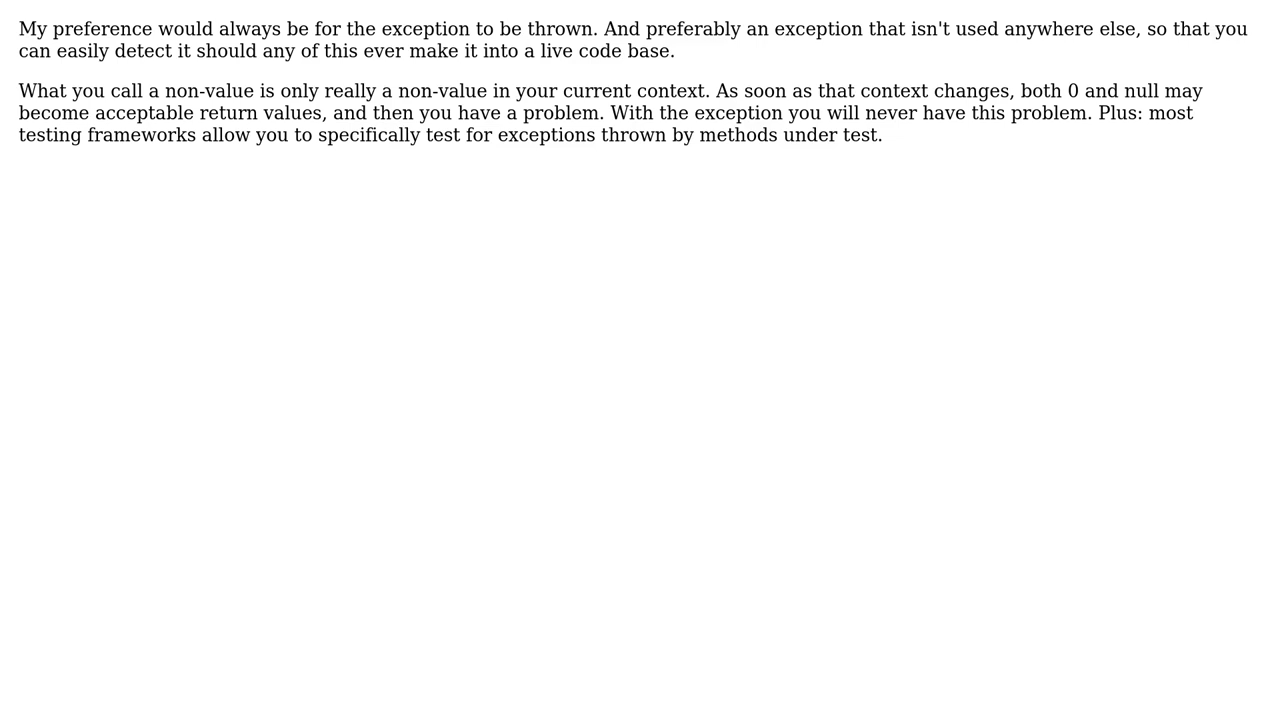 My preference would always be for the exception to be thrown. And preferably an exception that isn't used anywhere else, so that you
can easily detect it should any of this ever make it into a live code base.
What you call a non-value is only really a non-value in your current context. As soon as that context changes, both 0 and null may
become acceptable return values, and then you have a problem. With the exception you will never have this problem. Plus: most
testing frameworks allow you to specifically test for exceptions thrown by methods under test.